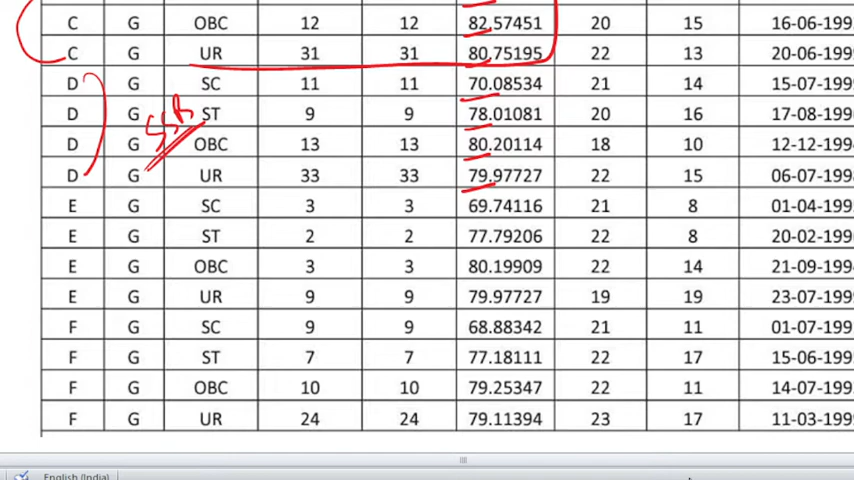 C G OBC 12 12 82.57451 20 15 16-06-199
C G UR 31 31 80.75195 22 13 20-06-199
D G SC 11 11 70.08534 21 14 15-07-199
D G SSR ST 9 9 78.01081 20 16 17-08-199
D G OBC 13 13 80.20114 18 10 12-12-199
D G UR 33 33 79.97727 22 15 06-07-199
E G SC 3 3 69.74116 21 8 01-04-199
E G ST 2 2 77.79206 22 8 20-02-199
E G OBC 3 3 80.19909 22 14 21-09-199
E G UR 9 9 79.97727 19 19 23-07-199
F G SC 9 9 68.88342 21 11 01-07-199
F G ST 7 7 77.18111 22 17 15-06-199
F G OBC 10 10 79.25347 22 11 14-07-199
F G UR 24 24 79.11394 23 17 11-03-199
English (India)